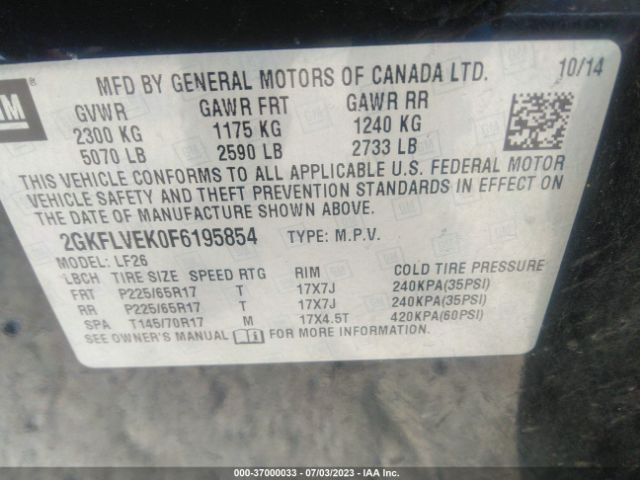 GM ®
MFD BY GENERAL MOTORS OF CANADA LTD. 10/14
GVWR GAWR FRT GAWR RR
2300 KG 1175 KG 1240 KG
5070 LB 2590 LB 2733 LB
THIS VEHICLE CONFORMS TO ALL APPLICABLE U.S. FEDERAL MOTOR
VEHICLE SAFETY AND THEFT PREVENTION STANDARDS IN EFFECT ON
THE DATE OF MANUFACTURE SHOWN ABOVE.
2GKFLVEK0F6195854 TYPE: M.P.V.
MODEL: LF26
LBCH TIRE SIZE SPEED RTG RIM COLD TIRE PRESSURE
FRT P225/65R17 T 17X7J 240KPA(35PSI)
RR P225/65R17 T 17X7J 240KPA(35PSI)
SPA T145/70R17 M 17X4.5T 420KPA(60PSI)
SEE OWNER'S MANUAL FOR MORE INFORMATION
000-37000033 - 07/03/2023 - IAA Inc.